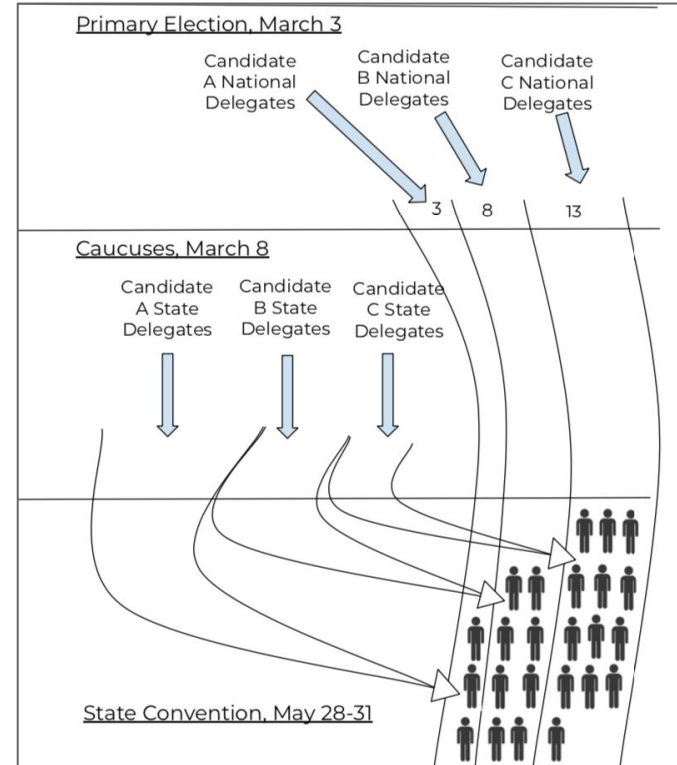 Primary Election, March 3
Candidate
A National
Delegates
Candidate
B National
Delegates
Candidate
C National
Delegates
3
8
13
Caucuses, March 8
Candidate
A State
Delegates
Candidate
B State
Delegates
Candidate
C State
Delegates
State Convention, May 28-31